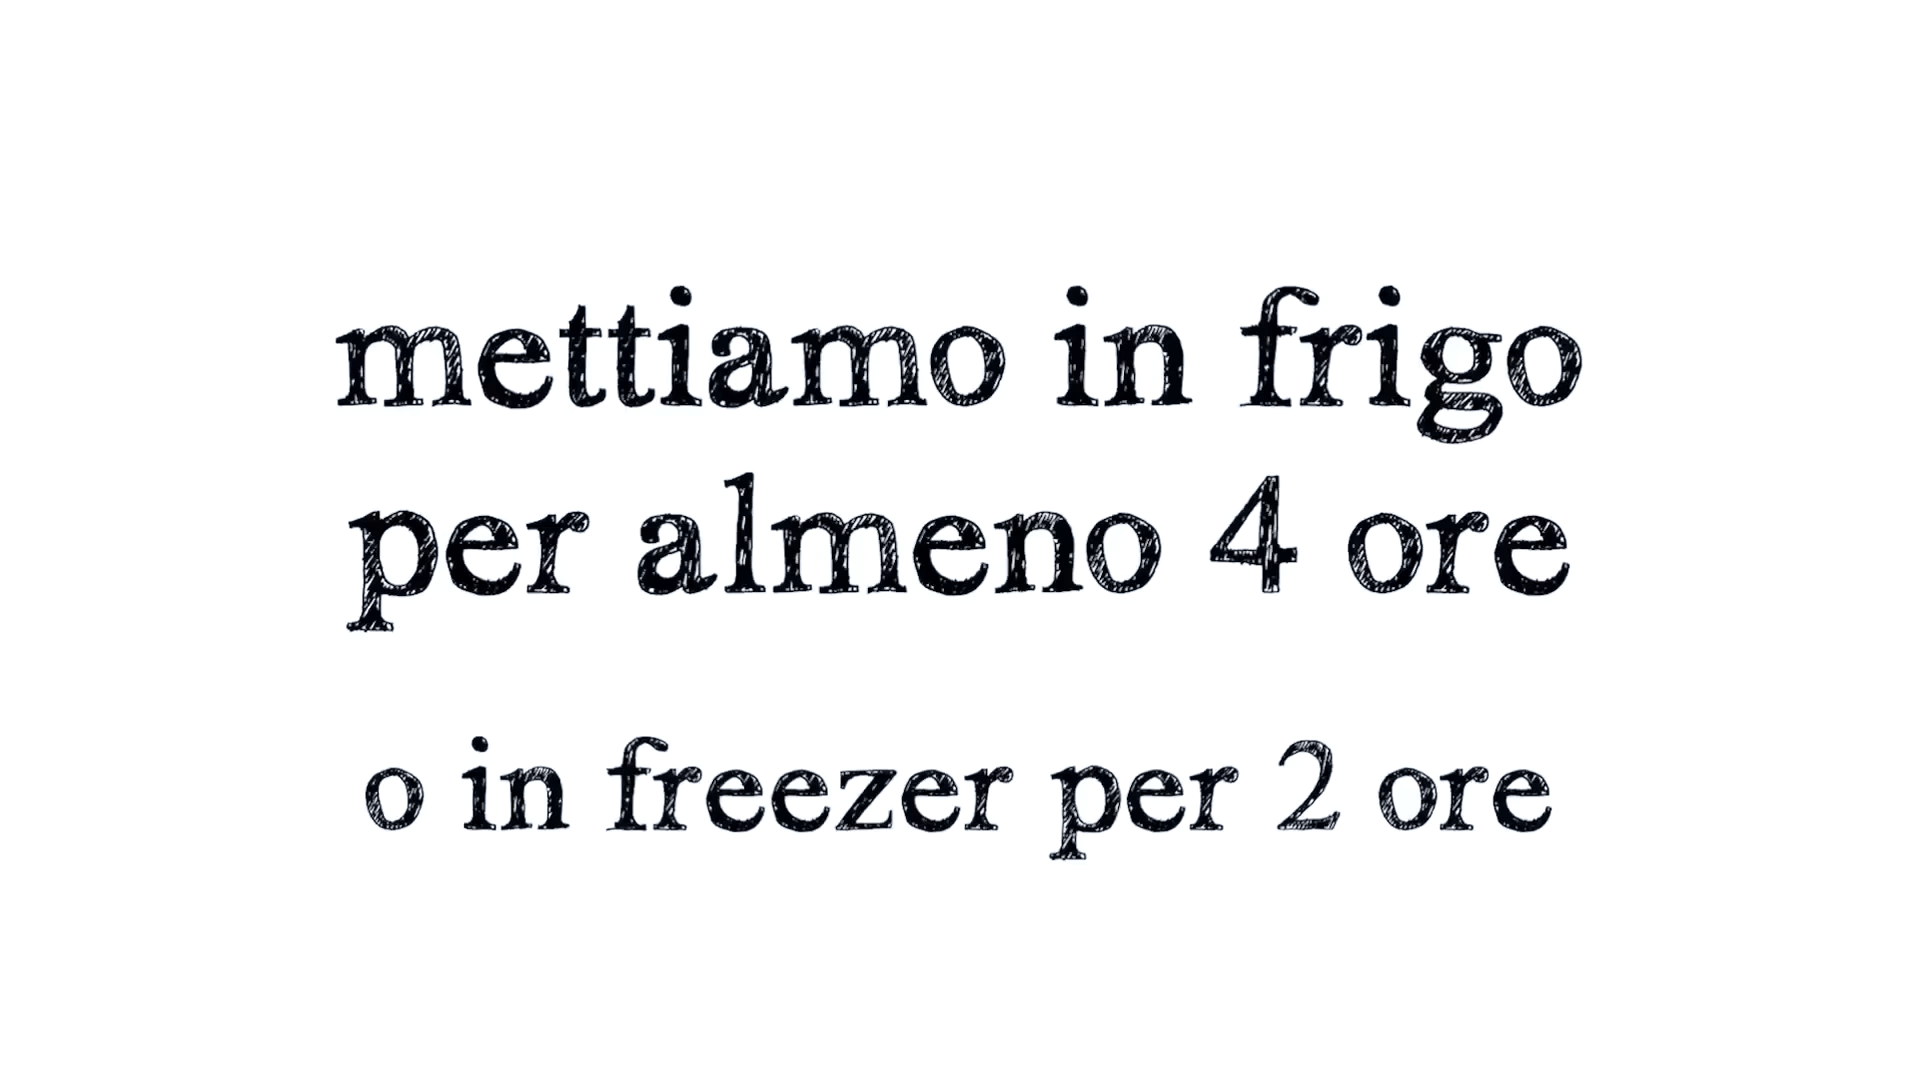 mettiamo in frigo
per almeno 4 ore
o in freezer per 2 ore